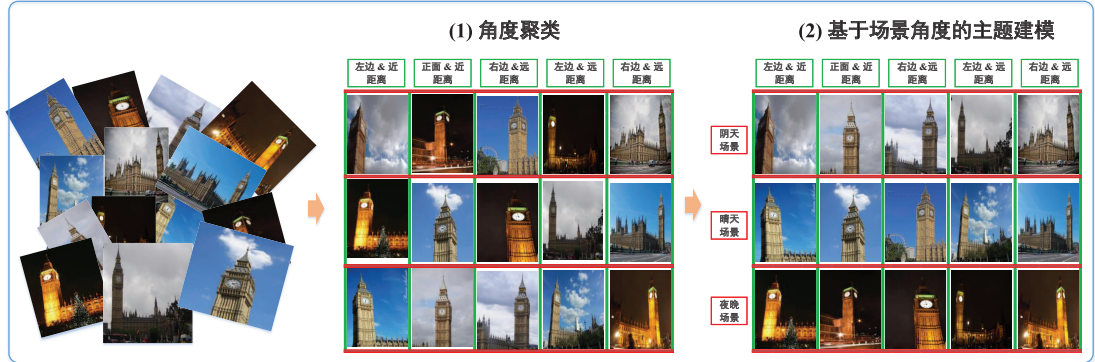 (1) 角度聚类
(2) 基于场景角度的主题建模
左边 & 近
距离
正面 & 近
距离
右边 &远
距离
左边 & 远
距离
右边 & 远
距离
左边 & 近
距离
正面 & 近
距离
右边 &远
距离
左边 & 远
距离
右边 & 远
距离
阴天
场景
晴天
场景
夜晚
场景